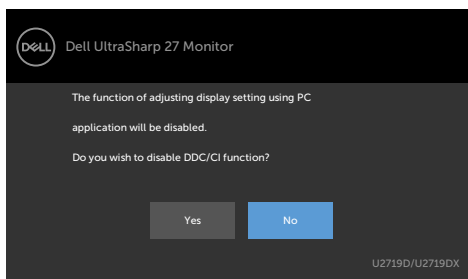 DELL
Dell UltraSharp 27 Monitor
The function of adjusting display setting using PC
application will be disabled.
Do you wish to disable DDC/CI function?
Yes
No
U2719D/U2719DX